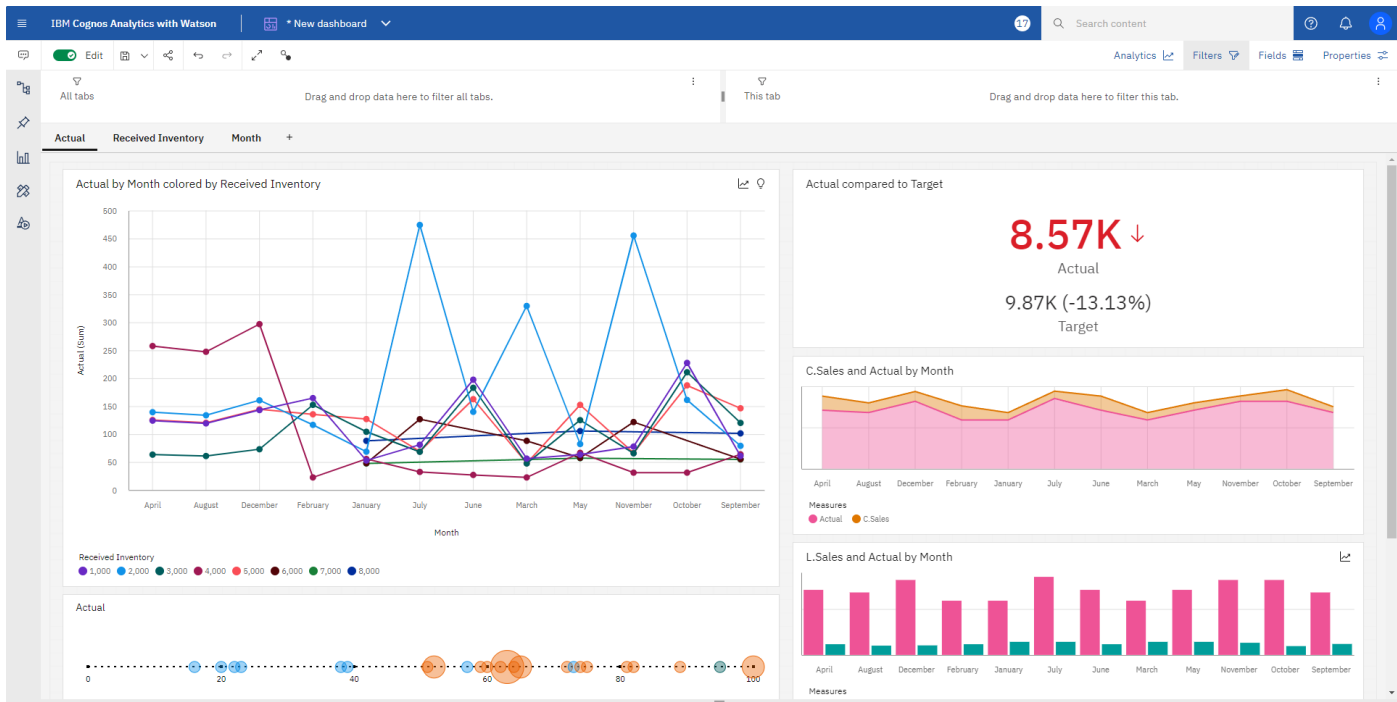 IBM Cognos Analytics with Watson
* New dashboard
17
Search content
Edit
Analytics
Filters
Fields
Properties
All tabs
Drag and drop data here to filter all tabs.
This tab
Drag and drop data here to filter this tab.
Actual
Received Inventory
Month
+
Actual by Month colored by Received Inventory
500
450
400
350
300
250
200
150
100
50
0
Actual (Sum)
April August December February January July June March May November October September
Month
Received Inventory
1,000 2,000 3,000 4,000 5,000 6,000 7,000 8,000
Actual
0 20 40 60 80 100
Actual compared to Target
8.57K
Actual
9.87K (-13.13%)
Target
C.Sales and Actual by Month
April August December February January July June March May November October September
Measures
Actual C.Sales
L.Sales and Actual by Month
April August December February January July June March May November October September
Measures